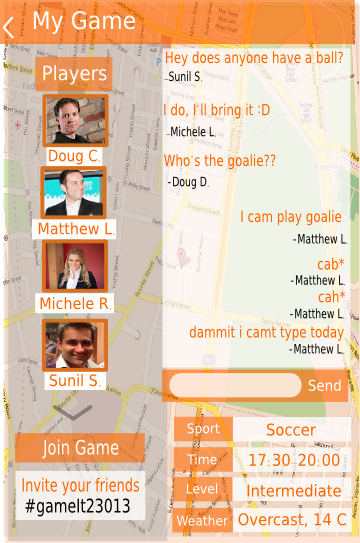 My Game
Players
Doug C.
Matthew L.
Michele R.
Sunil S.
Join Game
Invite your friends
#gameIt23013
Hey does anyone have a ball?
-Sunil S.
I do, I'll bring it :D
-Michele L.
Who's the goalie??
-Doug D.
I cam play goalie
-Matthew L.
cab*
-Matthew L.
cah*
-Matthew L.
dammit i camt type today
-Matthew L.
Send
Sport Soccer
Time 17:30-20:00
Level Intermediate
Weather Overcast, 14 C